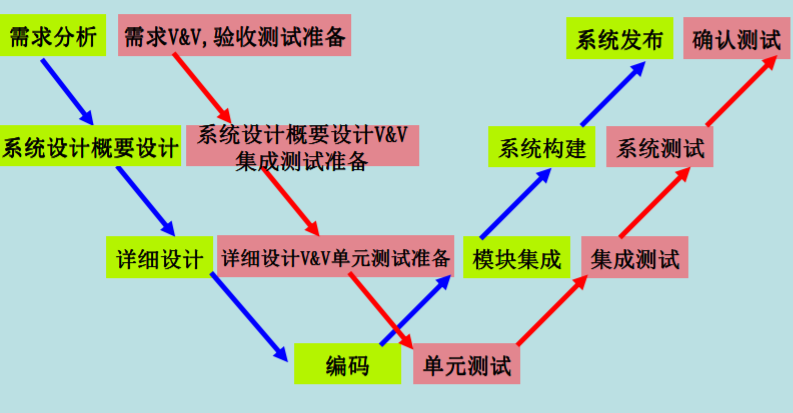 需求分析
需求V&V,验收测试准备
系统发布
确认测试
系统设计概要设计
系统设计概要设计V&V
集成测试准备
系统构建
系统测试
详细设计
详细设计V&V单元测试准备
模块集成
集成测试
编码
单元测试